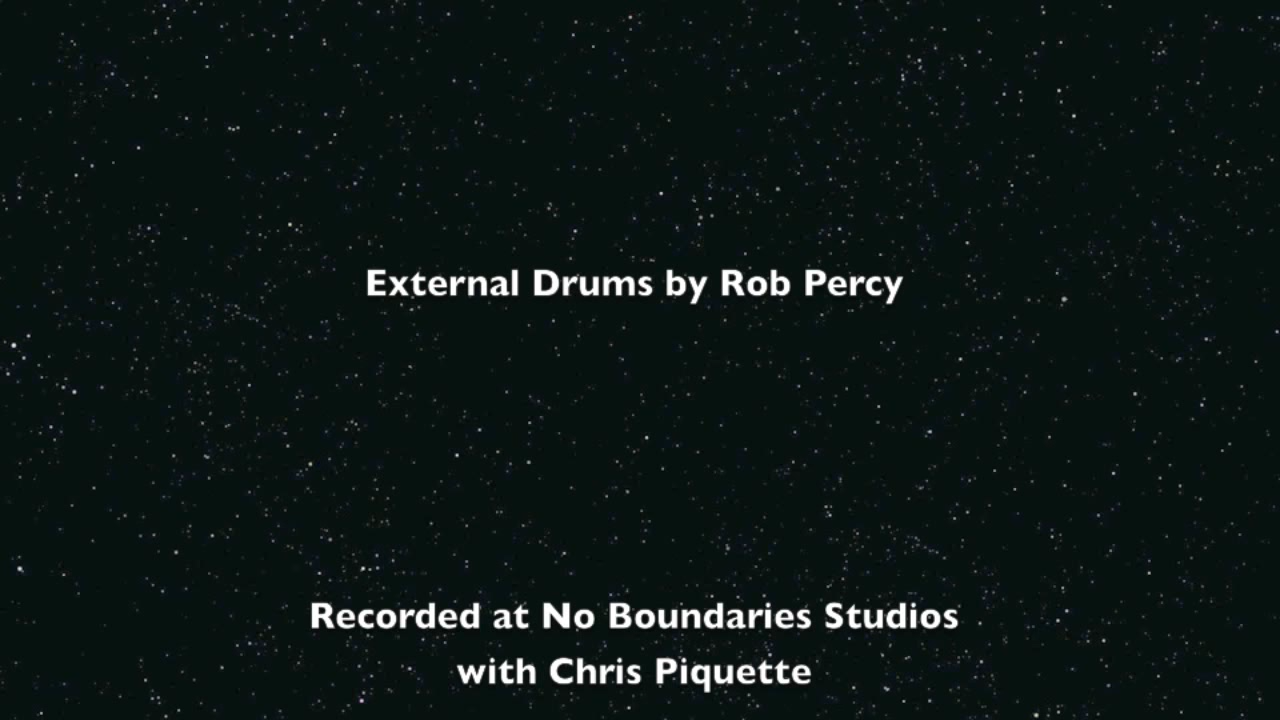 External Drums by Rob Percy
Recorded at No Boundaries Studios
with Chris Piquette